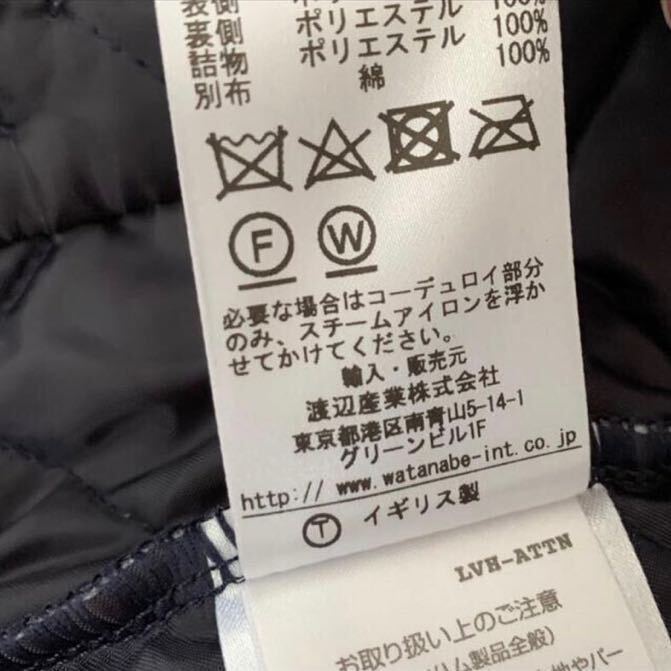 表側
裏側 ポリエステル 100%
詰物 ポリエステル 100%
別布 綿 100%
F W
必要な場合はコーデュロイ部分
のみ、スチームアイロンを浮か
せてかけてください。
輸入・販売元
渡辺産業株式会社
東京都港区南青山5-14-1
グリーンビル1F
http:// www.watanabe-int.co.jp
T イギリス製
LVH-ATTN
お取り扱い上のご注意
ム製品全般)